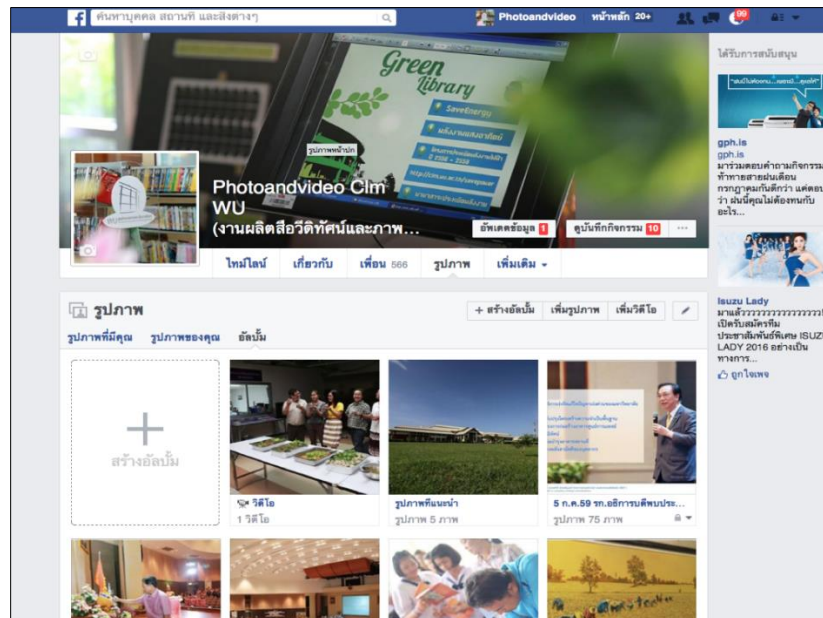 ค้นหาบุคคล สถานที่ และสิ่งต่างๆ
Photoandvideo หน้าหลัก 20+
99
Green
Library
SaveEnergy
พลังงานแสงอาทิตย์
รูปภาพหน้าปก
Photoandvideo Clm
WU
(งานผลิตสื่อวีดิทัศน์และภาพ...
อัพเดตข้อมูล 1
ดูบันทึกกิจกรรม 10
ไทม์ไลน์ เกี่ยวกับ เพื่อน 566 รูปภาพ เพิ่มเติม
รูปภาพ
+ สร้างอัลบั้ม เพิ่มรูปภาพ เพิ่มวิดีโอ
รูปภาพที่มีคุณ รูปภาพของคุณ อัลบั้ม
สร้างอัลบั้ม
วิดีโอ
1 วิดีโอ
รูปภาพที่แนะนำ
รูปภาพ 5 ภาพ
5 ก.ค.59 รก.อธิการบดีพบประ...
รูปภาพ 75 ภาพ
ได้รับการสนับสนุน
gph.is
gph.is
มาร่วมตอบคำถามกิจกรรม
ท้าทายสายฝนเดือน
กรกฎาคมกันดีกว่า แค่ตอบ
ว่า ฝนนี้คุณไม่ต้องทนกับ
อะไร...
Isuzu Lady
เปิดรับสมัครทีม
ประชาสัมพันธ์พิเศษ ISUZ
LADY 2016 อย่างเป็น
ทางการ...
ถูกใจเพจ